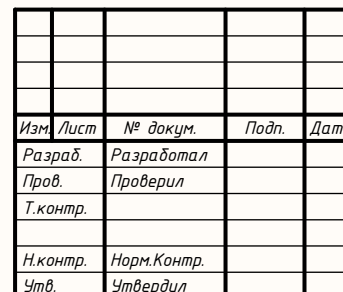 Изм. Лист № докум. Подп. Дат
Разраб. Разработал
Пров. Проверил
Т.контр.
Н.контр. Норм.Контр.
Утв. Утвердил